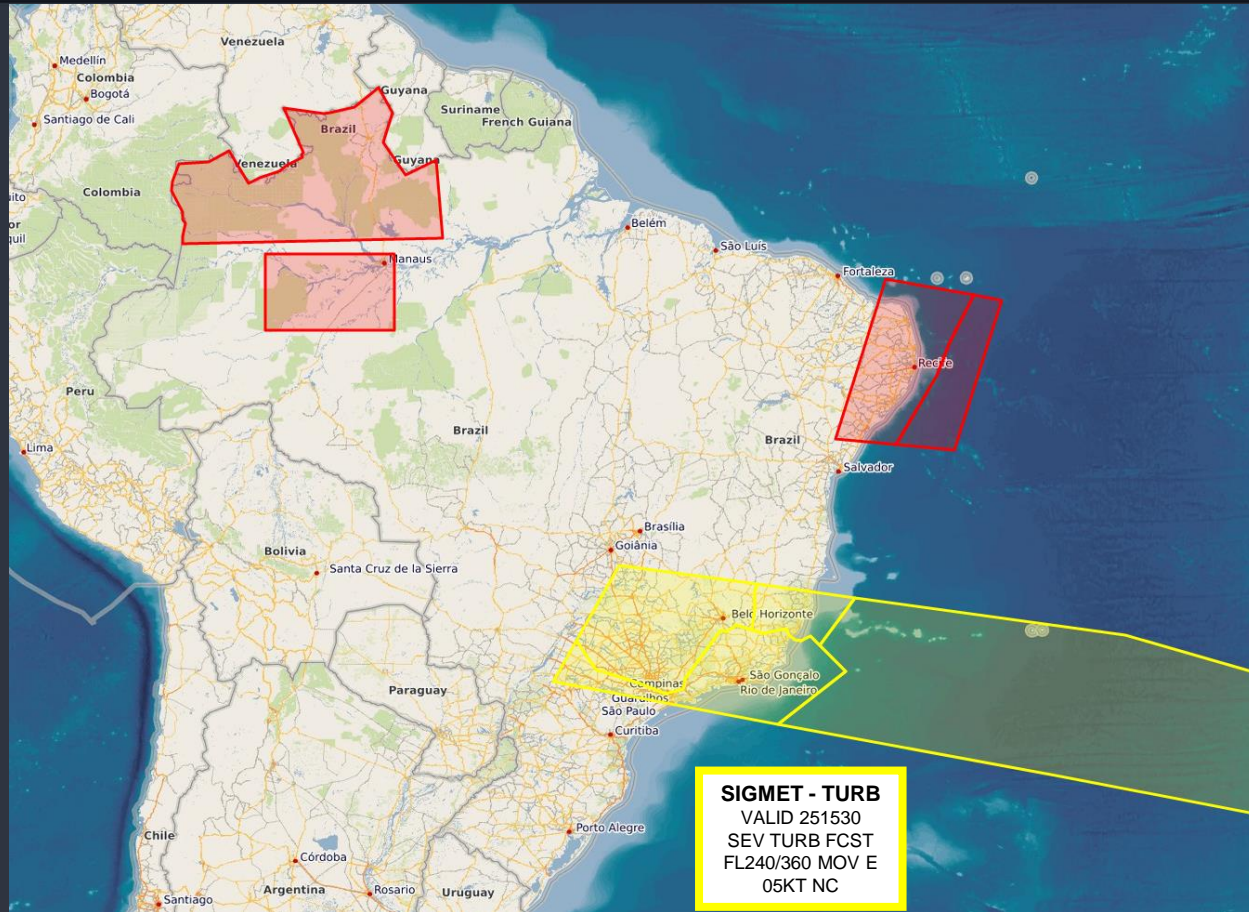 Venezuela
Medellín
Colombia
Bogotá
Santiago de Cali
Guyana
Suriname
French Guiana
Brazil
Venezuela
Guyana
Colombia
uito
or
quil
Belém
São Luís
Manaus
Fortaleza
Recife
Peru
Brazil
Brazil
Lima
Salvador
Brasília
Goiânia
Bolivia
Santa Cruz de la Sierra
Belo Horizonte
Paraguay
Campinas
São Gonçalo
Rio de Janeiro
Guarulhos
São Paulo
Curitiba
SIGMET - TURB
VALID 251530
SEV TURB FCST
FL240/360 MOV E
05KT NC
Porto Alegre
Chile
Córdoba
Argentina
Rosario
Uruguay
Santiago